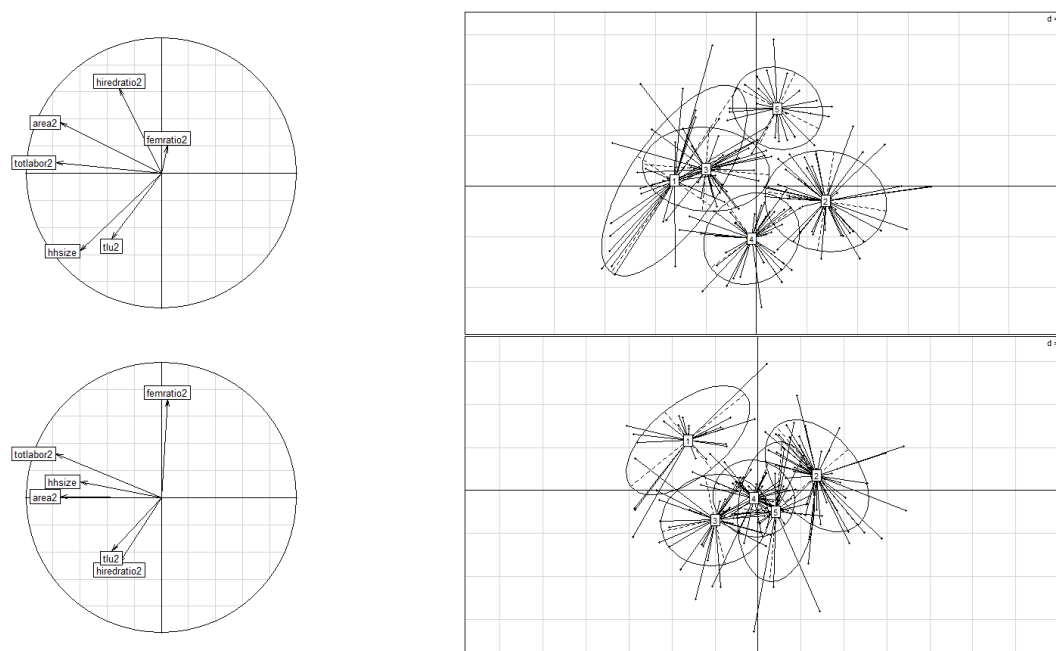 hiredratio2
area2
femratio2
totlabor2
tlu2
hhsize
d =
5
3
1
2
4
femratio2
totlabor2
hhsize
area2
tlu2
hiredratio2
d =
1
2
4
5
3